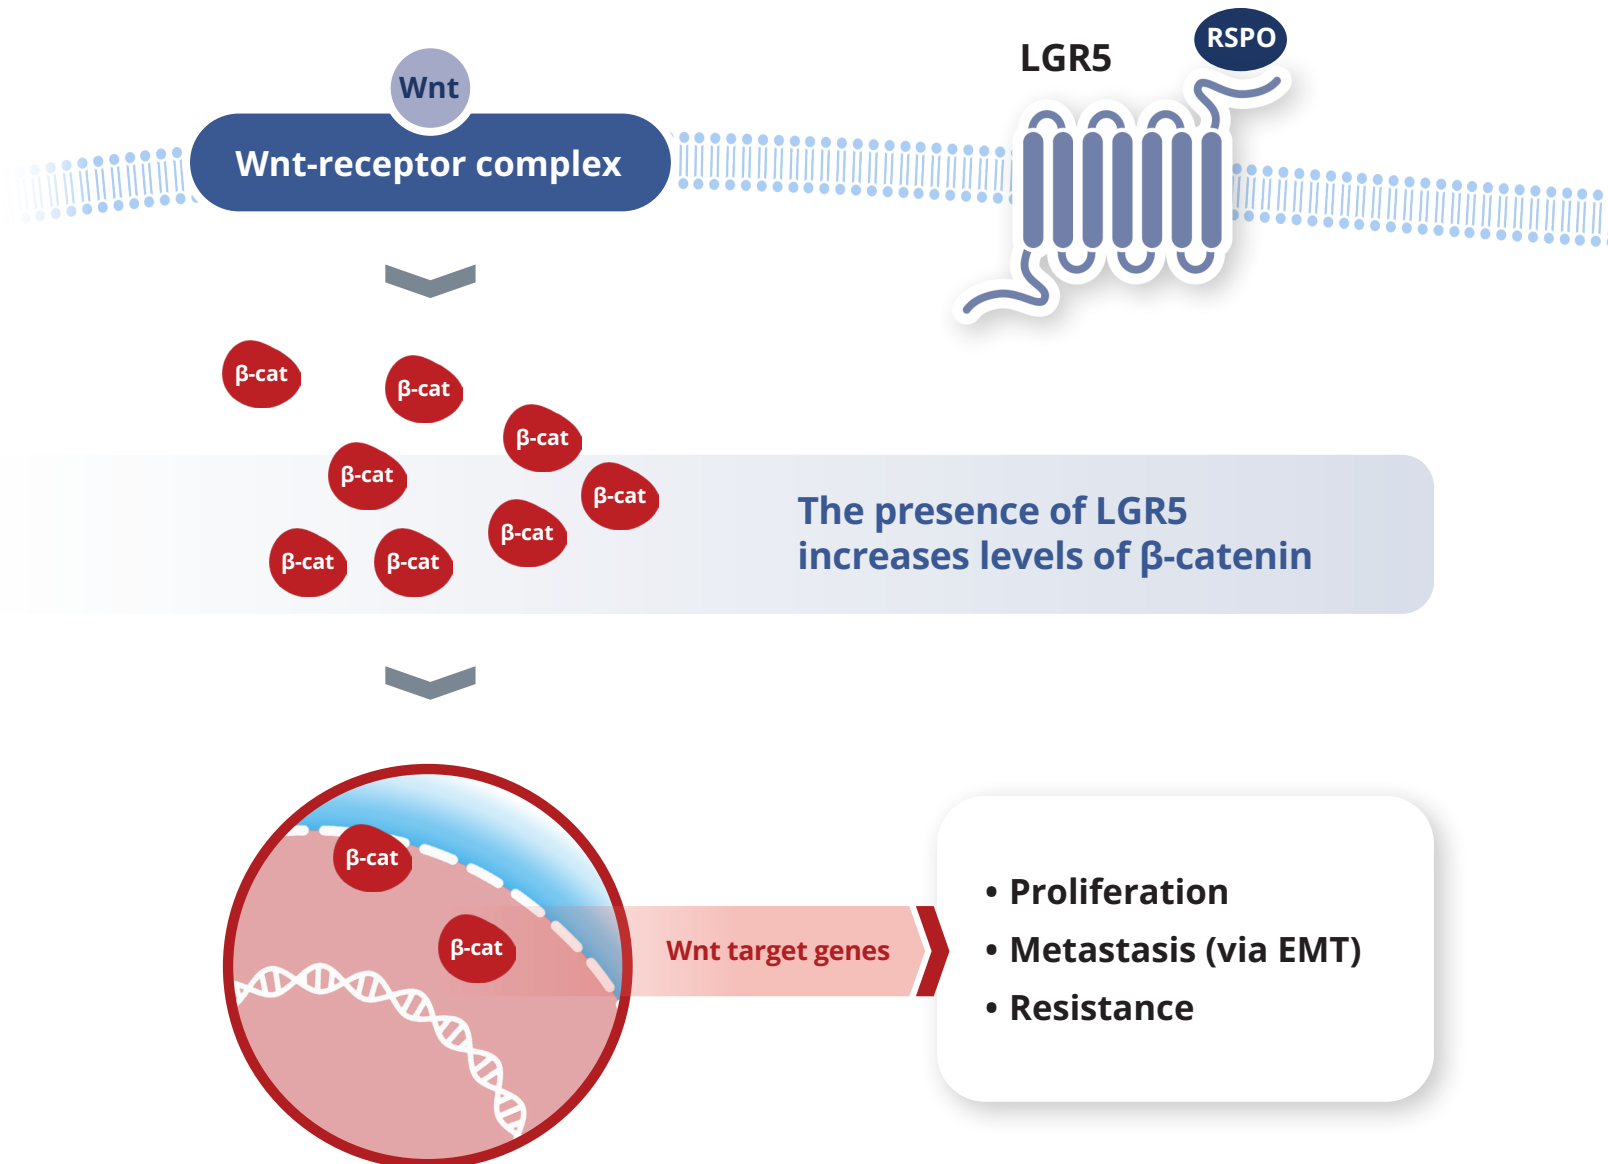 Wnt
Wnt-receptor complex
LGR5
RSPO
β-cat
β-cat
β-cat
β-cat
β-cat
β-cat
β-cat
β-cat
The presence of LGR5
increases levels of β-catenin
β-cat
β-cat
Wnt target genes
• Proliferation
• Metastasis (via EMT)
• Resistance